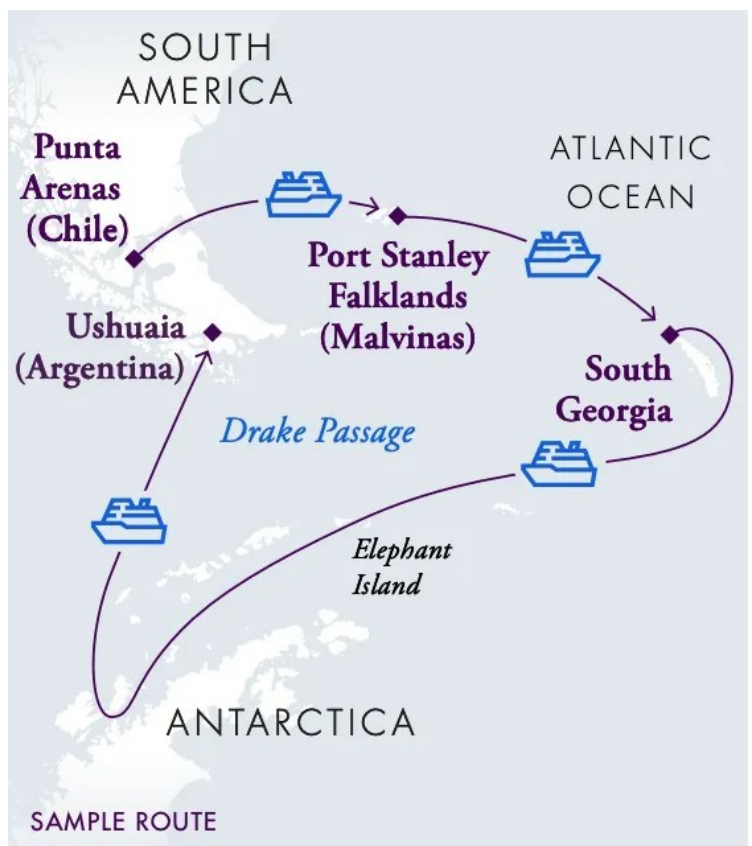 SOUTH
AMERICA
Punta
Arenas
(Chile)
ATLANTIC
OCEAN
Port Stanley
Falklands
(Malvinas)
Ushuaia
(Argentina)
South
Georgia
Drake Passage
Elephant
Island
ANTARCTICA
SAMPLE ROUTE